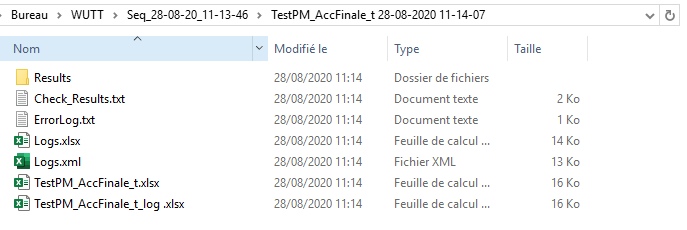 Bureau > WUTT > Seq_28-08-20_11-13-46 > TestPM_AccFinale_t 28-08-2020 11-14-07
Nom Modifié le Type Taille
Results 28/08/2020 11:14 Dossier de fichiers
Check_Results.txt 28/08/2020 11:14 Document texte 2 Ko
ErrorLog.txt 28/08/2020 11:14 Document texte 1 Ko
Logs.xlsx 28/08/2020 11:14 Feuille de calcul ... 14 Ko
Logs.xml 28/08/2020 11:14 Fichier XML 13 Ko
TestPM_AccFinale_t.xlsx 28/08/2020 11:14 Feuille de calcul ... 16 Ko
TestPM_AccFinale_t_log .xlsx 28/08/2020 11:14 Feuille de calcul ... 16 Ko